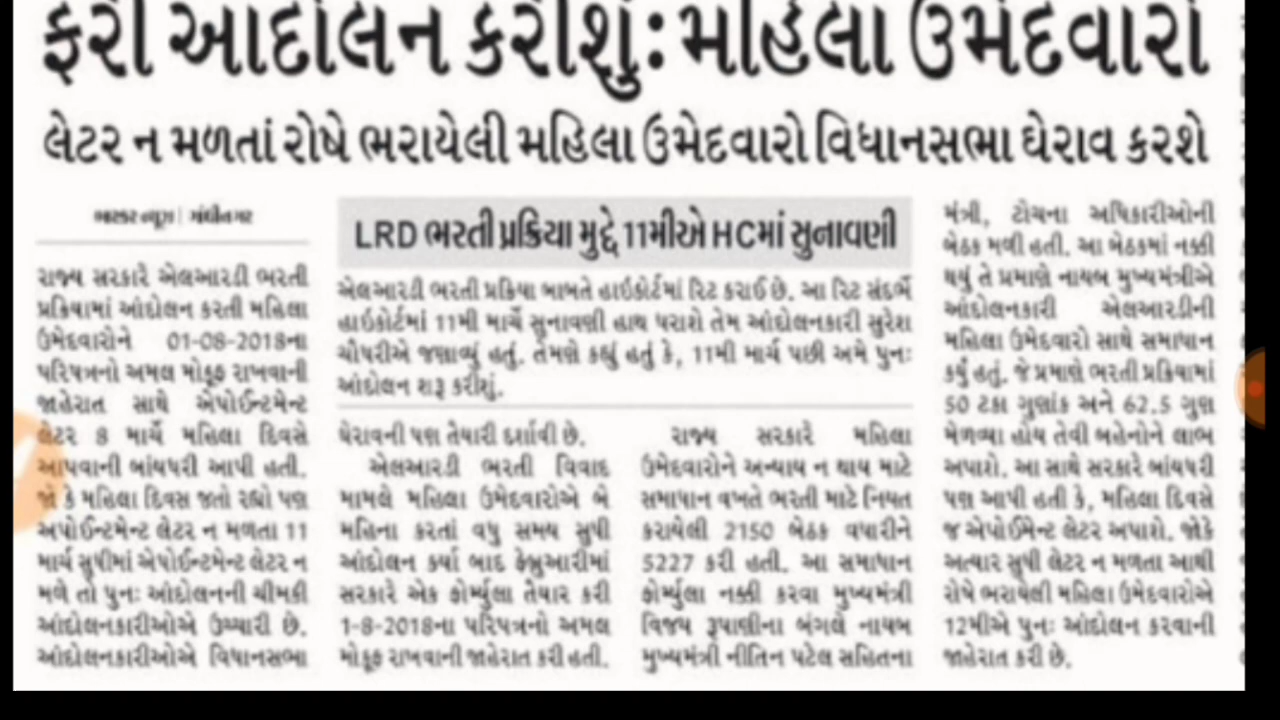 ફરી આંદોલન કરીશું: મહિલા ઉમેદવારો
લેટર ન મળતાં રોષે ભરાયેલી મહિલા ઉમેદવારો વિધાનસભા ઘેરાવ કરશે
ભાસ્કર ન્યૂઝ | ગાંધીનગર
રાજ્ય સરકારે એલઆરડી ભરતી
પ્રક્રિયામાં આંદોલન કરતી મહિલા
ઉમેદવારોને 01-08-2018ના
પરિપત્રનો અમલ મોકૂફ રાખવાની
જાહેરાત સાથે એપોઈન્ટમેન્ટ
લેટર 8 માર્ચ મહિલા દિવસે
આપવાની બાંયધરી આપી હતી.
જો કે મહિલા દિવસ જતો રહ્યો પણ
અપોઈન્ટમેન્ટ લેટર ન મળતા 11
માર્ચ સુધીમાં એપોઈન્ટમેન્ટ લેટર ન
મળે તો પુનઃ આંદોલનની ચીમકી
આંદોલનકારીઓએ ઉચ્ચારી છે.
આંદોલનકારીઓએ વિધાનસભા
LRD ભરતી પ્રક્રિયા મુદ્દે 11મીએ HCમાં સુનાવણી
એલઆરડી ભરતી પ્રક્રિયા બાબતે હાઇકોર્ટમાં રિટ કરાઈ છે. આ રિટ સંદર્ભે
હાઇકોર્ટમાં 11મી માર્ચે સુનાવણી હાથ ધરાશે તેમ આંદોલનકારી સુરેશ
ચૌધરીએ જણાવ્યું હતું. તેમણે કહ્યું હતું કે, 11મી માર્ચ પછી અમે પુનઃ
આંદોલન શરૂ કરીશું.
ઘેરાવની પણ તૈયારી દર્શાવી છે.
એલઆરડી ભરતી વિવાદ
મામલે મહિલા ઉમેદવારોએ બે
મહિના કરતાં વધુ સમય સુધી
આંદોલન કર્યા બાદ ફેબ્રુઆરીમાં
સરકારે એક ફોર્મ્યુલા તૈયાર કરી
1-8-2018ના પરિપત્રનો અમલ
મોકૂફ રાખવાની જાહેરાત કરી હતી.
રાજ્ય સરકારે મહિલા
ઉમેદવારોને અન્યાય ન થાય માટે
સમાધાન વખતે ભરતી માટે નિયત
કરાયેલી 2150 બેઠક વધારીને
5227 કરી હતી. આ સમાધાન
ફોર્મ્યુલા નક્કી કરવા મુખ્યમંત્રી
વિજય રૂપાણીના બંગલે નાયબ
મુખ્યમંત્રી નીતિન પટેલ સહિતના
મંત્રી, ટોચના અધિકારીઓની
બેઠક મળી હતી. આ બેઠકમાં નક્કી
થયું તે પ્રમાણે નાયબ મુખ્યમંત્રીએ
આંદોલનકારી એલઆરડીની
મહિલા ઉમેદવારો સાથે સમાધાન
કર્યું હતું. જે પ્રમાણે ભરતી પ્રક્રિયામાં
50 ટકા ગુણાંક અને 62.5 ગુણ
મેળવ્યા હોય તેવી બહેનોને લાભ
અપાશે. આ સાથે સરકારે બાંયધરી
પણ આપી હતી કે, મહિલા દિવસે
જ એપોઈમેન્ટ લેટર અપાશે. જોકે
અત્યાર સુધી લેટર ન મળતા આથી
રોષે ભરાયેલી મહિલા ઉમેદવારોએ
12મીએ પુનઃ આંદોલન કરવાની
જાહેરાત કરી છે.